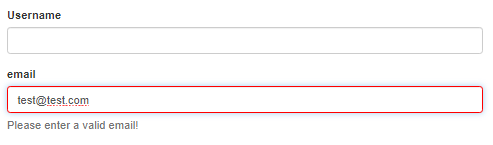 Username
email
test@test.com
Please enter a valid email!